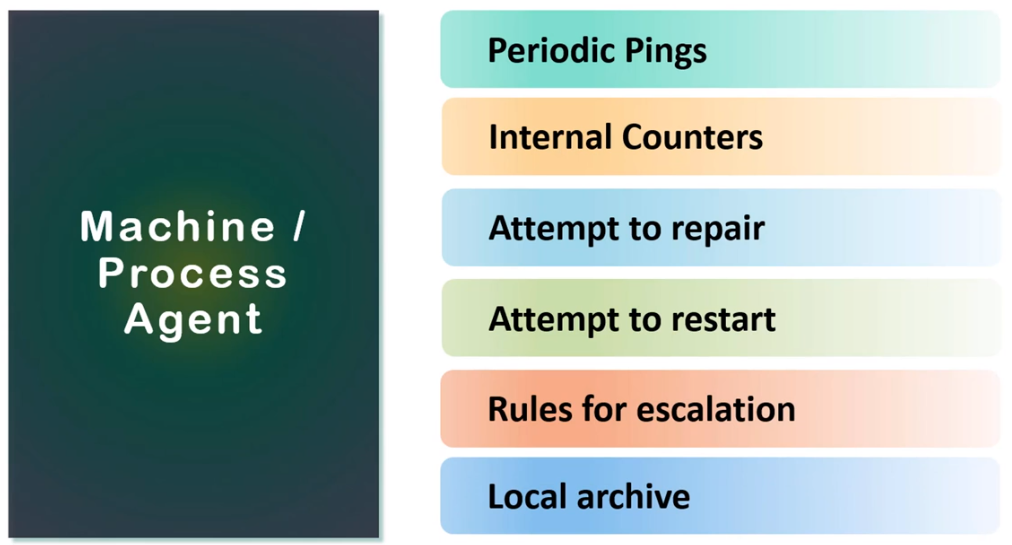 Machine /
Process
Agent
Periodic Pings
Internal Counters
Attempt to repair
Attempt to restart
Rules for escalation
Local archive